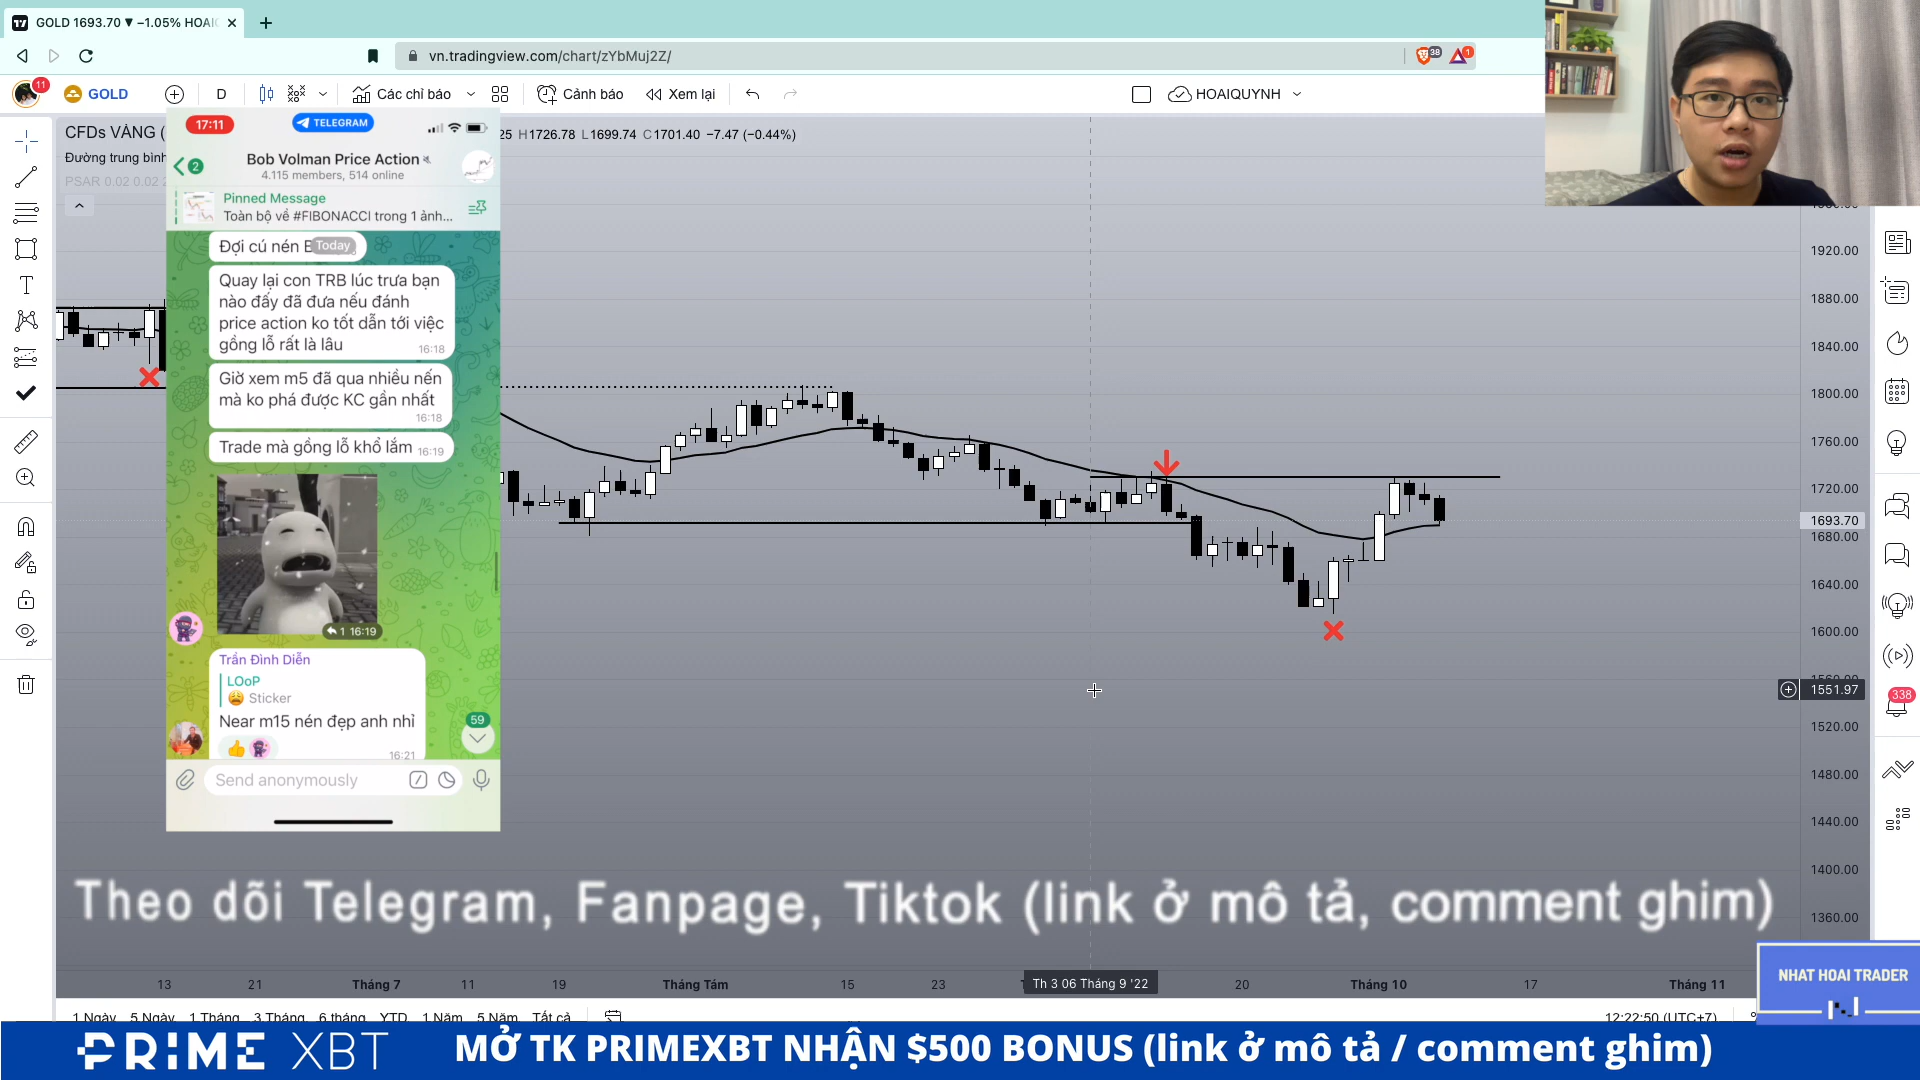 GOLD 1693.70 ▼ −1.05% HOAI
vn.tradingview.com/chart/zYbMuj2Z/
38
1
11
GOLD
D
Các chỉ báo
Cảnh báo
Xem lại
HOAIQUYNH
CFDs VÀNG (
25 H1726.78 L1699.74 C1701.40 −7.47 (−0.44%)
Đường trung bình
PSAR 0.02 0.02 2
17:11
TELEGRAM
2
Bob Volman Price Action
4.115 members, 514 online
Pinned Message
Toàn bộ về #FIBONACCI trong 1 ảnh...
Đợi cú nén B
Today
Quay lại con TRB lúc trưa bạn
nào đấy đã đưa nếu đánh
price action ko tốt dẫn tới việc
gồng lỗ rất là lâu
16:18
Giờ xem m5 đã qua nhiều nến
mà ko phá được KC gần nhất
16:18
Trade mà gồng lỗ khổ lắm 16:19
1 16:19
Trần Đình Diễn
LOoP
Sticker
Near m15 nén đẹp anh nhỉ
16:21
59
Send anonymously
1920.00
1880.00
1840.00
1800.00
1760.00
1720.00
1693.70
1680.00
1640.00
1600.00
1551.97
1520.00
1480.00
1440.00
1400.00
1360.00
338
Theo dõi Telegram, Fanpage, Tiktok (link ở mô tả, comment ghim)
13
21
Tháng 7
11
19
Tháng Tám
15
23
Th 3 06 Tháng 9 '22
20
Tháng 10
17
Tháng 11
NHAT HOAI TRADER
1 Ngày 5 Ngày 1 Tháng 3 Tháng 6 tháng YTD 1 Năm 5 Năm Tất cả
12:22:50 (UTC+7)
PRIME XBT
MỞ TK PRIMEXBT NHẬN $500 BONUS (link ở mô tả / comment ghim)